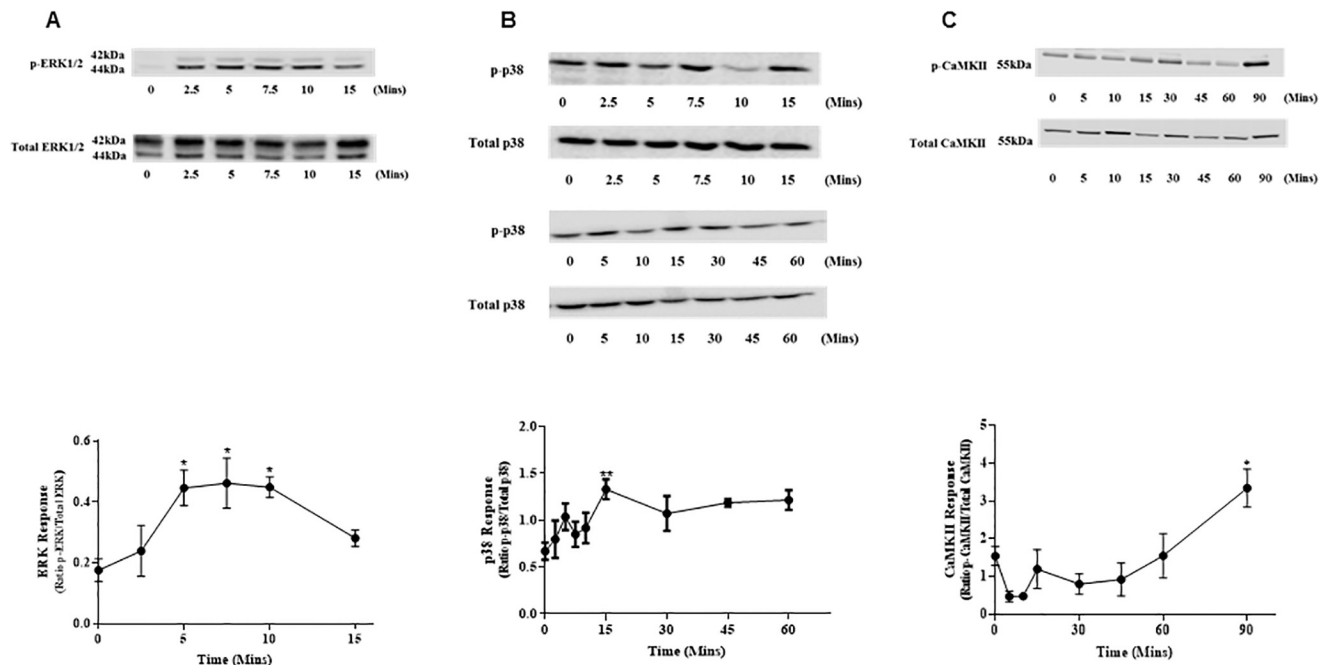 A
p-ERK1/2
42kDa
44kDa
0 2.5 5 7.5 10 15 (Mins)
Total ERK1/2
42kDa
44kDa
0 2.5 5 7.5 10 15 (Mins)
B
p-p38
0 2.5 5 7.5 10 15 (Mins)
Total p38
0 2.5 5 7.5 10 15 (Mins)
p-p38
0 5 10 15 30 45 60 (Mins)
Total p38
0 5 10 15 30 45 60 (Mins)
C
p-CaMKII 55kDa
0 5 10 15 30 45 60 90 (Mins)
Total CaMKII 55kDa
0 5 10 15 30 45 60 90 (Mins)
ERK Response
(Ratio p-ERK/Total ERK)
0.6
0.4
0.2
0.0
* * *
0 5 10 15
Time (Mins)
p38 Response
(Ratio p-p38/Total p38)
2.0
1.5
1.0
0.5
0.0
**
0 15 30 45 60
Time (Mins)
CaMKII Response
(Ratio p-CaMKII/Total CaMKII)
5
4
3
2
1
0
*
0 30 60 90
Time (Mins)